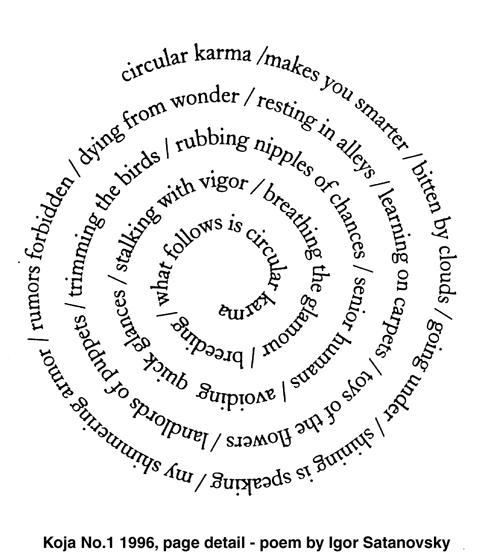 circular karma /makes you smarter / bitten by clouds / going under / shining is speaking / my shimmering armor / rumors forbidden / dying from wonder / resting in alleys / learning on carpets / toys of the flowers / landlords of puppets / trimming the birds / rubbing nipples of chances / senior humans / avoiding quick glances / stalking with vigor / breathing the glamour / breeding / what follows is circular karma
Koja No.1 1996, page detail - poem by Igor Satanovsky